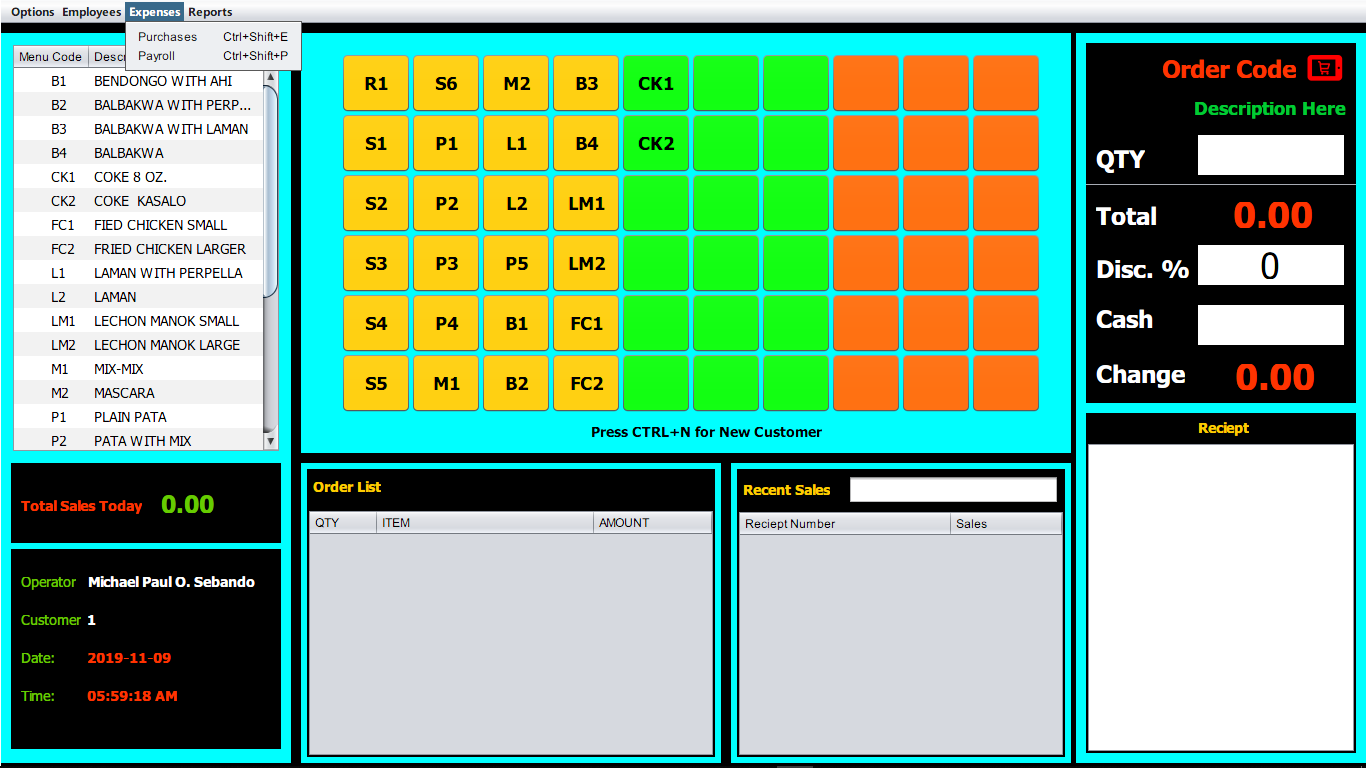 Options Employees Expenses Reports
Purchases Ctrl+Shift+E
Payroll Ctrl+Shift+P
Menu Code Descr
B1 BENDONGO WITH AHI
B2 BALBAKWA WITH PERP...
B3 BALBAKWA WITH LAMAN
B4 BALBAKWA
CK1 COKE 8 OZ.
CK2 COKE KASALO
FC1 FIED CHICKEN SMALL
FC2 FRIED CHICKEN LARGER
L1 LAMAN WITH PERPELLA
L2 LAMAN
LM1 LECHON MANOK SMALL
LM2 LECHON MANOK LARGE
M1 MIX-MIX
M2 MASCARA
P1 PLAIN PATA
P2 PATA WITH MIX
Total Sales Today 0.00
Operator Michael Paul O. Sebando
Customer 1
Date: 2019-11-09
Time: 05:59:18 AM
R1 S6 M2 B3 CK1
S1 P1 L1 B4 CK2
S2 P2 L2 LM1
S3 P3 P5 LM2
S4 P4 B1 FC1
S5 M1 B2 FC2
Press CTRL+N for New Customer
Order List
QTY ITEM AMOUNT
Recent Sales
Reciept Number Sales
Order Code
Description Here
QTY
Total 0.00
Disc. % 0
Cash
Change 0.00
Reciept